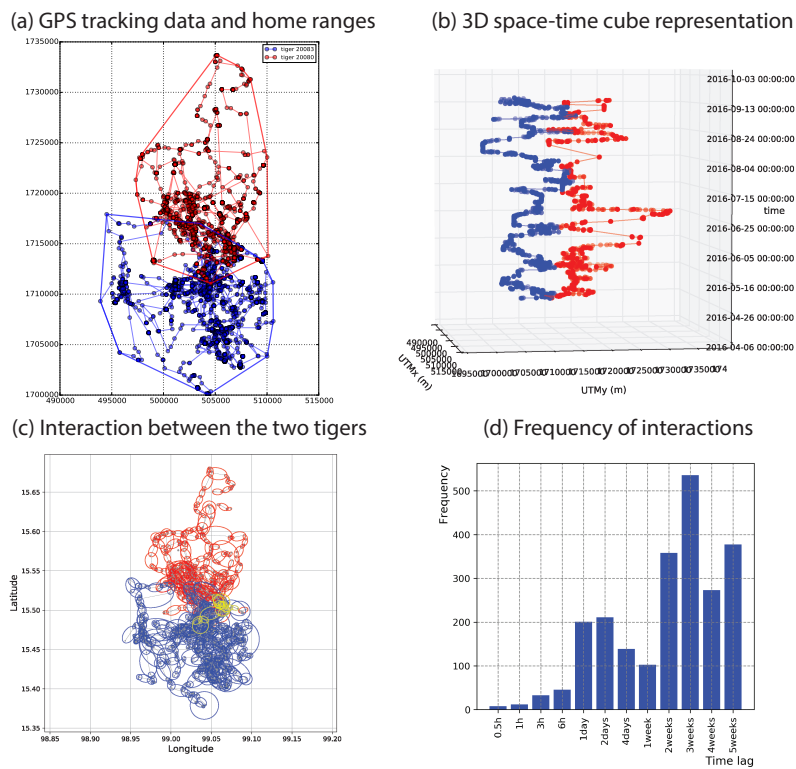 (a) GPS tracking data and home ranges
1735000
1730000
1725000
1720000
1715000
1710000
1705000
1700000
490000 495000 500000 505000 510000 515000
tiger 20083
tiger 20080
(b) 3D space-time cube representation
2016-10-03 00:00:00
2016-09-13 00:00:00
2016-08-24 00:00:00
2016-08-04 00:00:00
2016-07-15 00:00:00
time
2016-06-25 00:00:00
2016-06-05 00:00:00
2016-05-16 00:00:00
2016-04-26 00:00:00
2016-04-06 00:00:00
490000
495000
500000
505000
510000
515000
UTMx (m)
UTMy (m)
(c) Interaction between the two tigers
15.65
15.60
15.55
15.50
15.45
15.40
15.35
Latitude
98.85 98.90 98.95 99.00 99.05 99.10 99.15 99.20
Longitude
(d) Frequency of interactions
Frequency
500
400
300
200
100
0
0.5h
1h
3h
6h
1day
2days
4days
1week
2weeks
3weeks
4weeks
5weeks
Time lag